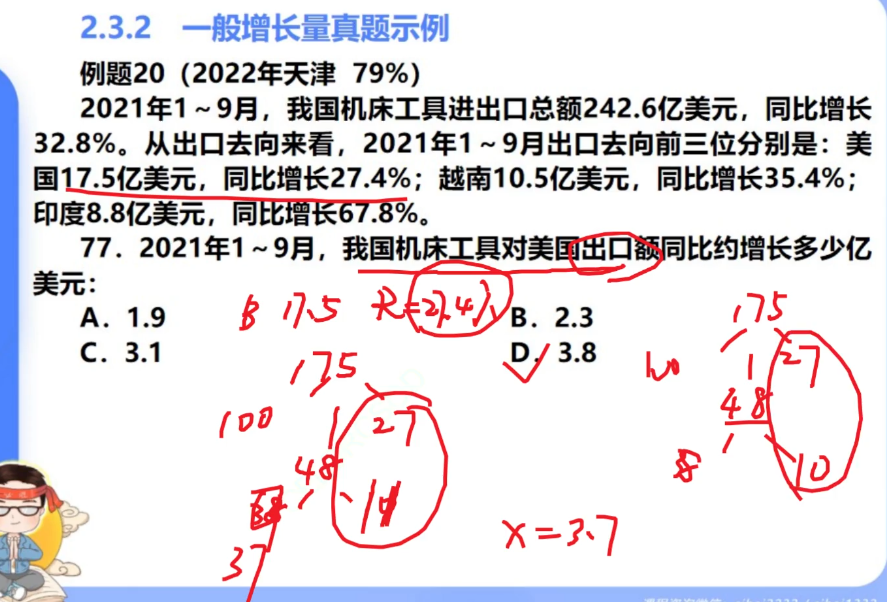 2.3.2 一般增长量真题示例
例题20（2022年天津 79%）
2021年1～9月，我国机床工具进出口总额242.6亿美元，同比增长
32.8%。从出口去向来看，2021年1～9月出口去向前三位分别是：美
国17.5亿美元，同比增长27.4%；越南10.5亿美元，同比增长35.4%；
印度8.8亿美元，同比增长67.8%。
77．2021年1～9月，我国机床工具对美国出口额同比约增长多少亿
美元：
A．1.9 B．2.3
C．3.1 D．3.8
B 17.5 R=27.4%
175
100 1 27
48
37
175
100 1 27
48
10
x=3.7